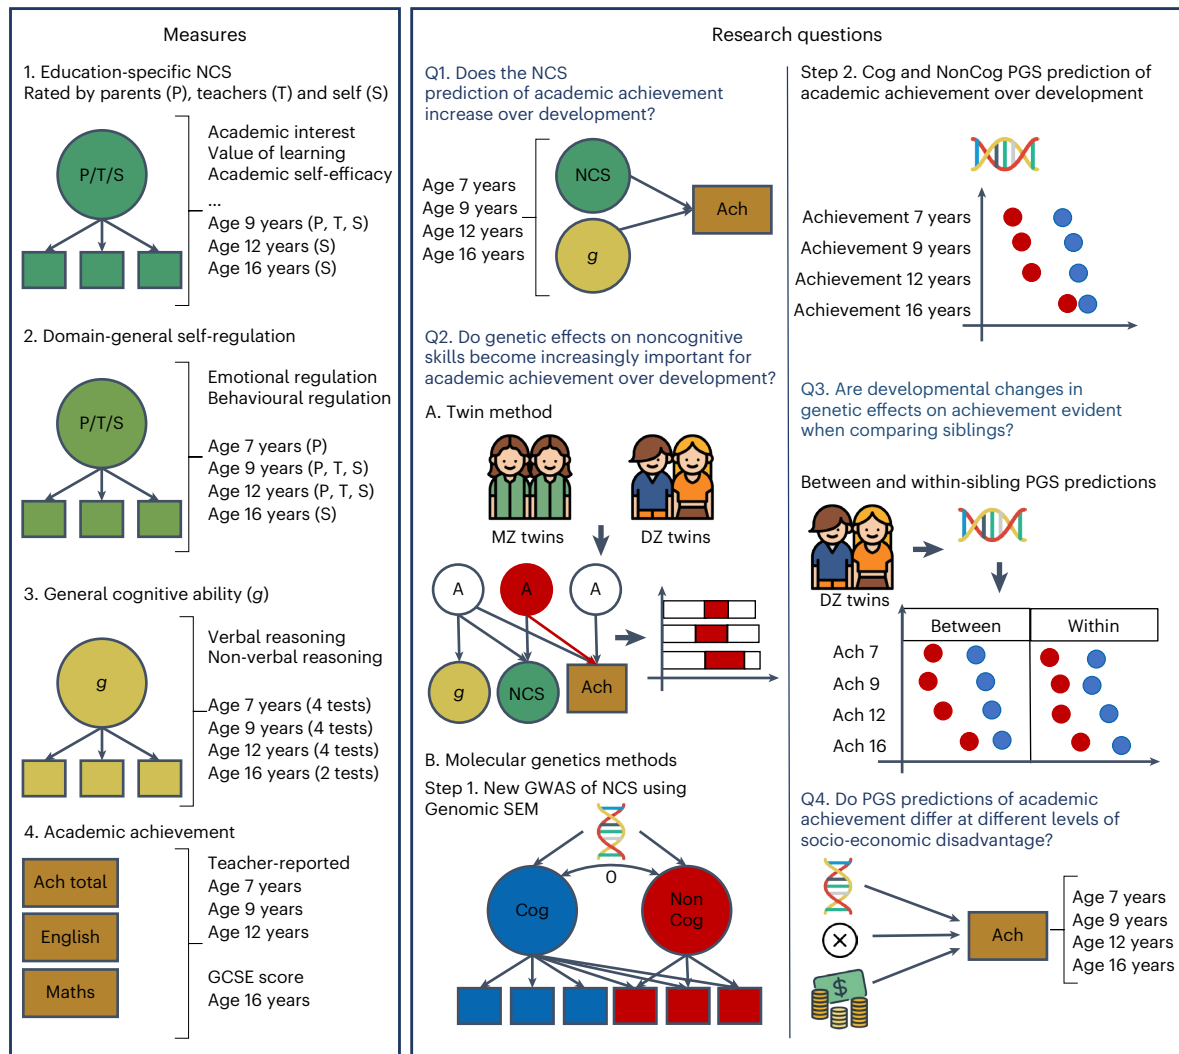 Measures
1. Education-specific NCS
Rated by parents (P), teachers (T) and self (S)
P/T/S
Academic interest
Value of learning
Academic self-efficacy
...
Age 9 years (P, T, S)
Age 12 years (S)
Age 16 years (S)
2. Domain-general self-regulation
P/T/S
Emotional regulation
Behavioural regulation
Age 7 years (P)
Age 9 years (P, T, S)
Age 12 years (P, T, S)
Age 16 years (S)
3. General cognitive ability (g)
g
Verbal reasoning
Non-verbal reasoning
Age 7 years (4 tests)
Age 9 years (4 tests)
Age 12 years (4 tests)
Age 16 years (2 tests)
4. Academic achievement
Ach total
English
Maths
Teacher-reported
Age 7 years
Age 9 years
Age 12 years
GCSE score
Age 16 years
Research questions
Q1. Does the NCS
prediction of academic achievement
increase over development?
Age 7 years
Age 9 years
Age 12 years
Age 16 years
NCS
g
Ach
Q2. Do genetic effects on noncognitive
skills become increasingly important for
academic achievement over development?
A. Twin method
MZ twins
DZ twins
A
A
A
g
NCS
Ach
B. Molecular genetics methods
Step 1. New GWAS of NCS using
Genomic SEM
0
Cog
Non
Cog
Step 2. Cog and NonCog PGS prediction of
academic achievement over development
Achievement 7 years
Achievement 9 years
Achievement 12 years
Achievement 16 years
Q3. Are developmental changes in
genetic effects on achievement evident
when comparing siblings?
Between and within-sibling PGS predictions
DZ twins
Between
Within
Ach 7
Ach 9
Ach 12
Ach 16
Q4. Do PGS predictions of academic
achievement differ at different levels of
socio-economic disadvantage?
$
Ach
Age 7 years
Age 9 years
Age 12 years
Age 16 years